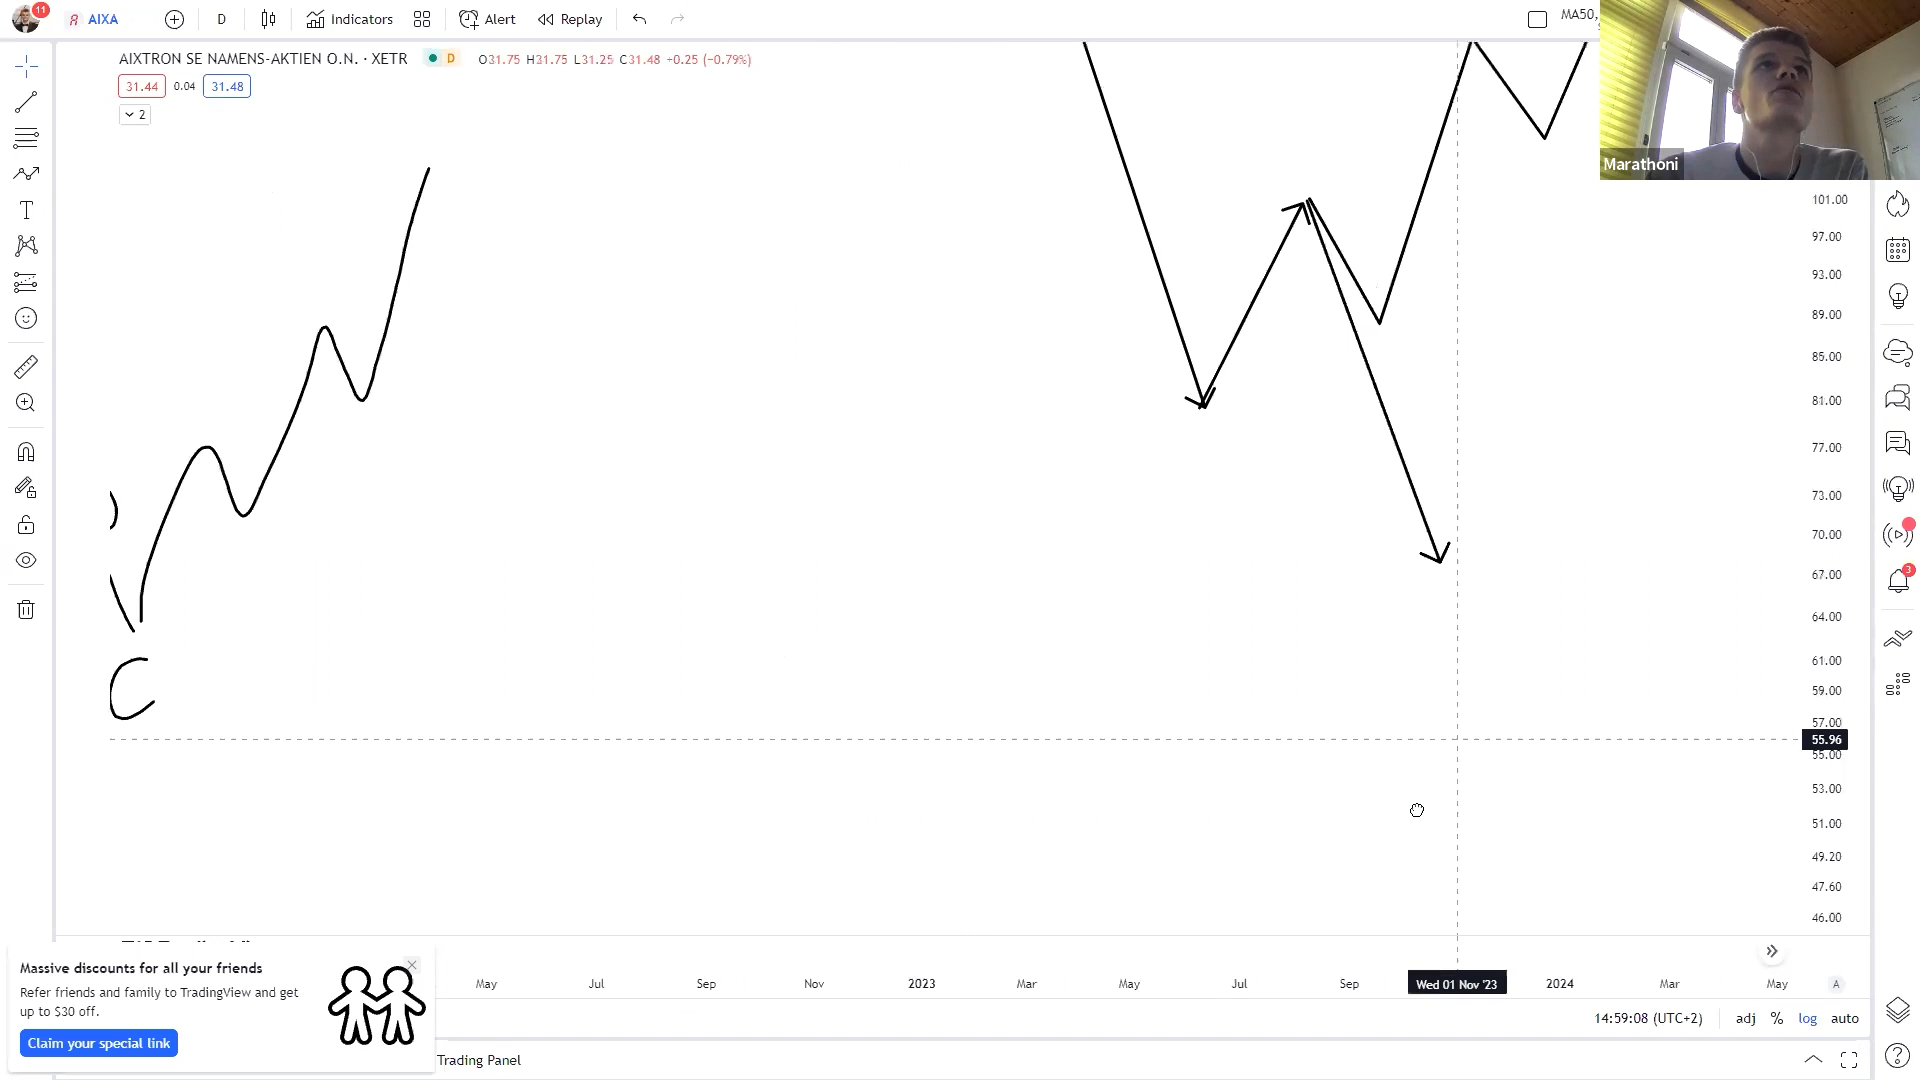 11
AIXA
D
Indicators
Alert
Replay
MA50,
AIXTRON SE NAMENS-AKTIEN O.N. · XETR
D
O31.75 H31.75 L31.25 C31.48 +0.25 (−0.79%)
31.44
0.04
31.48
2
Marathoni
101.00
97.00
93.00
89.00
85.00
81.00
77.00
73.00
70.00
67.00
64.00
61.00
59.00
57.00
55.96
55.00
53.00
51.00
49.20
47.60
46.00
3
C
Massive discounts for all your friends
Refer friends and family to TradingView and get
up to $30 off.
Claim your special link
May
Jul
Sep
Nov
2023
Mar
May
Jul
Sep
Wed 01 Nov '23
2024
Mar
May
A
14:59:08 (UTC+2)
adj
%
log
auto
Trading Panel